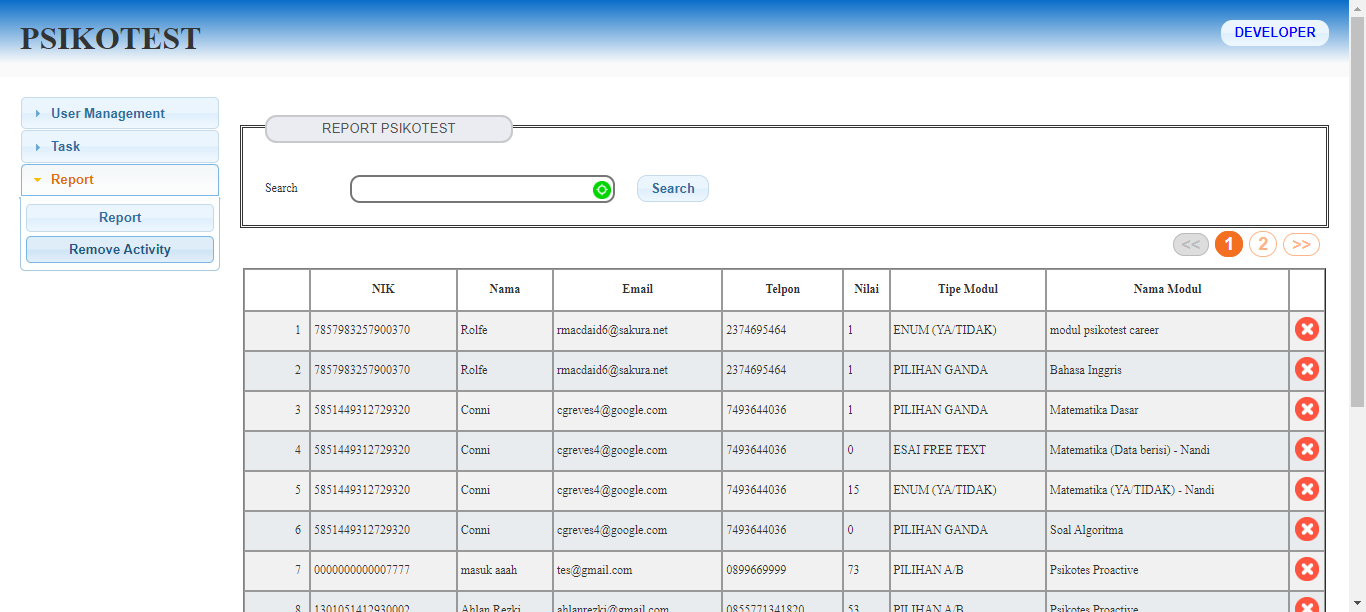 PSIKOTEST
DEVELOPER
User Management
Task
Report
Report
Remove Activity
REPORT PSIKOTEST
Search
Search
<< 1 2 >>
NIK Nama Email Telpon Nilai Tipe Modul Nama Modul
1 7857983257900370 Rolfe rmacdaid6@sakura.net 2374695464 1 ENUM (YA/TIDAK) modul psikotest career
2 7857983257900370 Rolfe rmacdaid6@sakura.net 2374695464 1 PILIHAN GANDA Bahasa Inggris
3 5851449312729320 Conni cgreves4@google.com 7493644036 1 PILIHAN GANDA Matematika Dasar
4 5851449312729320 Conni cgreves4@google.com 7493644036 0 ESAI FREE TEXT Matematika (Data berisi) - Nandi
5 5851449312729320 Conni cgreves4@google.com 7493644036 15 ENUM (YA/TIDAK) Matematika (YA/TIDAK) - Nandi
6 5851449312729320 Conni cgreves4@google.com 7493644036 0 PILIHAN GANDA Soal Algoritma
7 0000000000007777 masuk aaah tes@gmail.com 0899669999 73 PILIHAN A/B Psikotes Proactive
8 1301051412930002 Ahlan Rezki ahlanrezki@gmail.com 0855771341820 53 PILIHAN A/B Psikotes Proactive